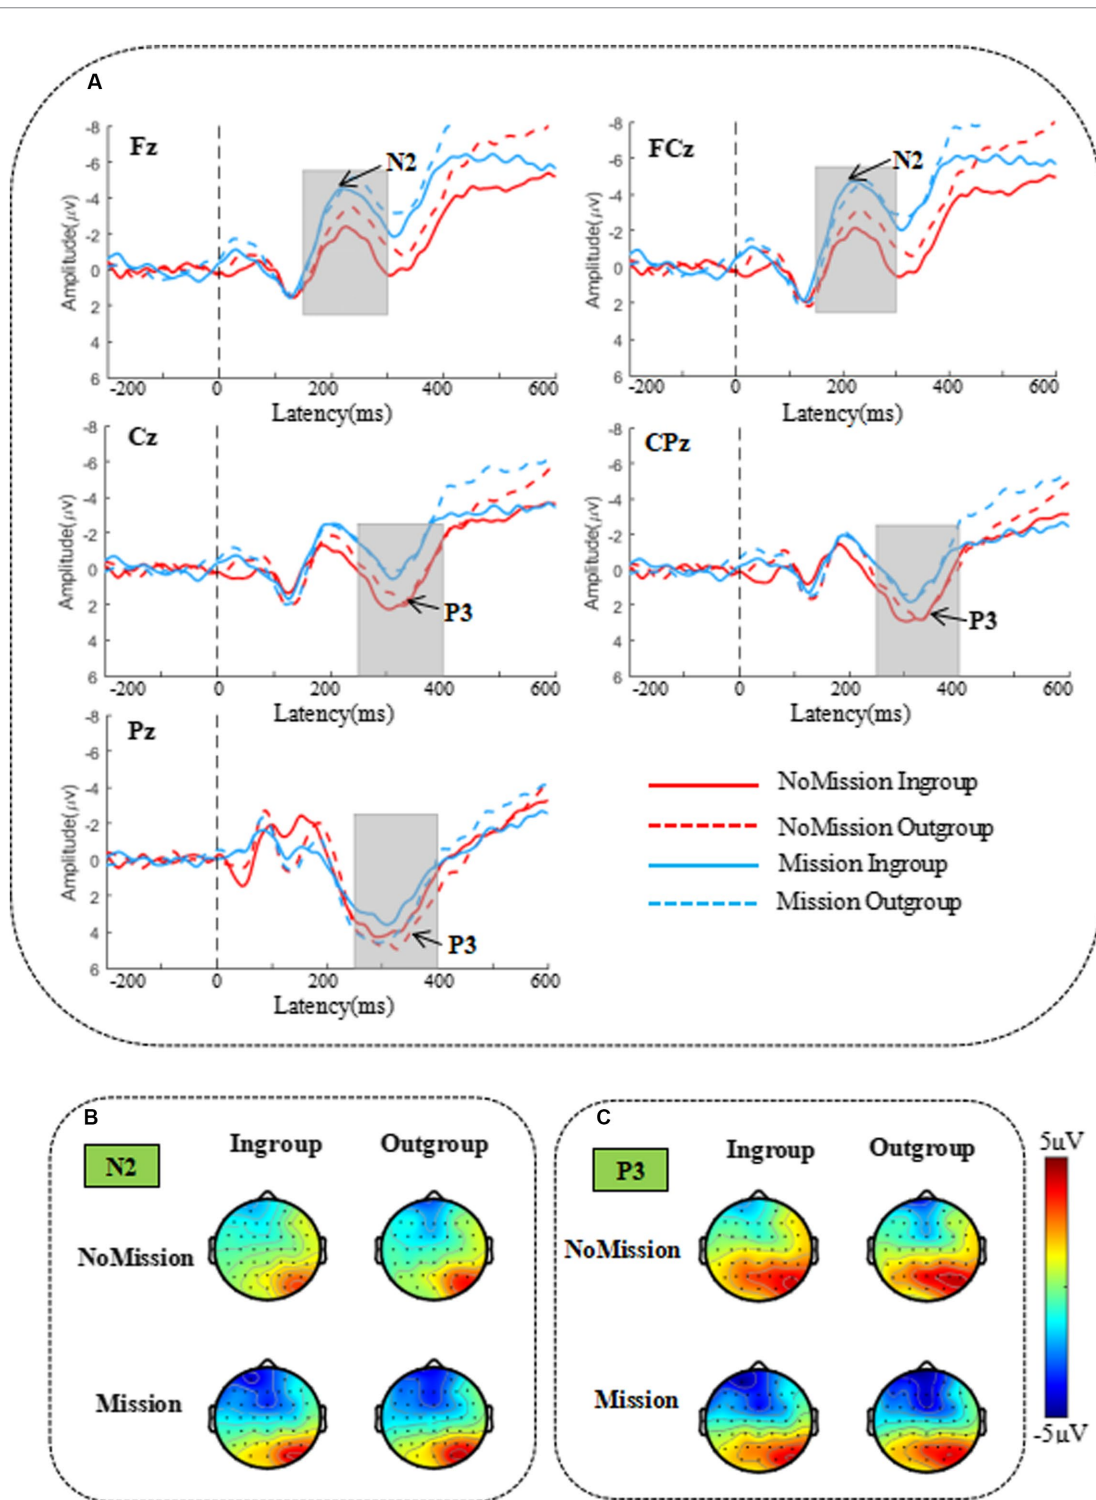 A
Fz
N2
-8
-6
-4
-2
0
2
4
6
Amplitude(μv)
-200 0 200 400 600
Latency(ms)
FCz
N2
-8
-6
-4
-2
0
2
4
6
Amplitude(μv)
-200 0 200 400 600
Latency(ms)
Cz
P3
-8
-6
-4
-2
0
2
4
6
Amplitude(μv)
-200 0 200 400 600
Latency(ms)
CPz
P3
-8
-6
-4
-2
0
2
4
6
Amplitude(μv)
-200 0 200 400 600
Latency(ms)
Pz
P3
-8
-6
-4
-2
0
2
4
6
Amplitude(μv)
-200 0 200 400 600
Latency(ms)
NoMission Ingroup
NoMission Outgroup
Mission Ingroup
Mission Outgroup
B
N2
Ingroup Outgroup
NoMission
Mission
C
P3
Ingroup Outgroup
NoMission
Mission
5μV
-5μV